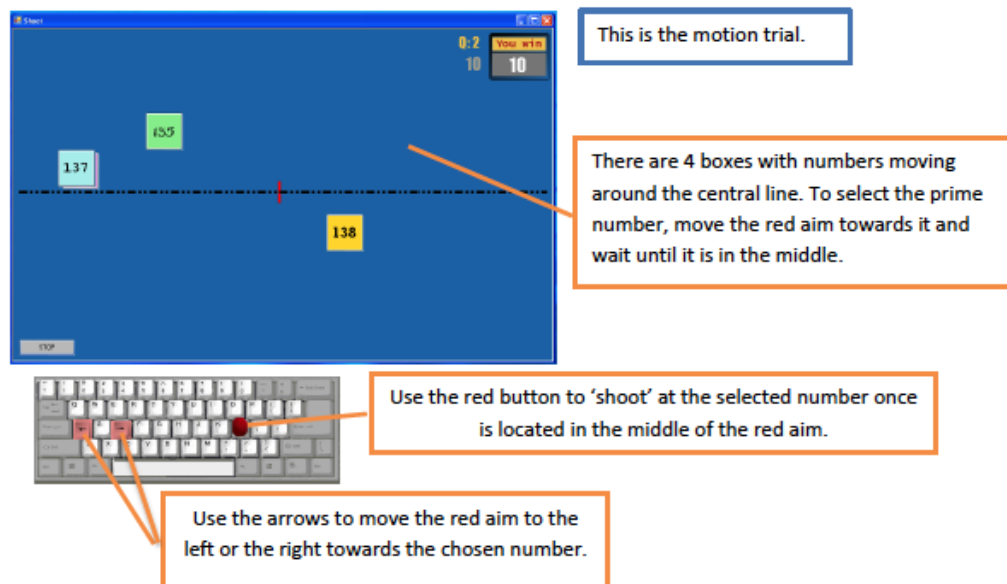 Shoot
0:2 You win
10 10
This is the motion trial.
155
137
138
There are 4 boxes with numbers moving
around the central line. To select the prime
number, move the red aim towards it and
wait until it is in the middle.
STOP
Use the red button to ‘shoot’ at the selected number once
is located in the middle of the red aim.
Use the arrows to move the red aim to the
left or the right towards the chosen number.